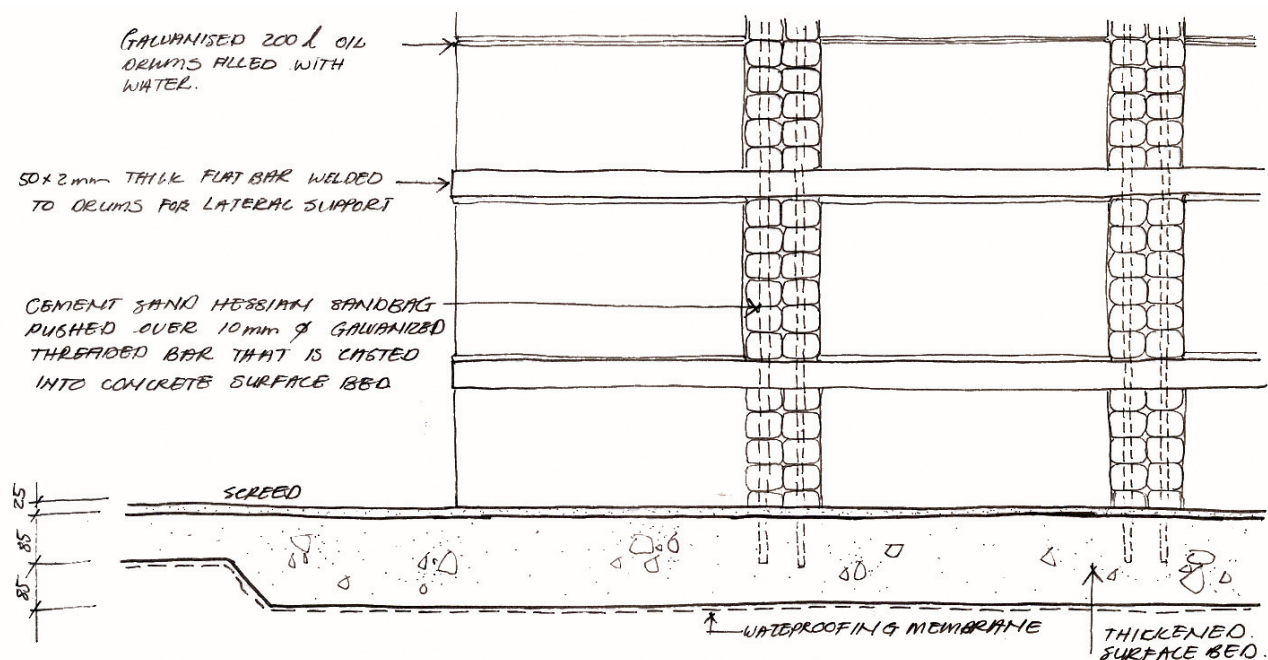 GALVANISED 200 l OIL
DRUMS FILLED WITH
WATER.
50 x 2mm THICK FLAT BAR WELDED
TO DRUMS FOR LATERAL SUPPORT
CEMENT SAND HESSIAN SANDBAG
PUSHED OVER 10mm ϕ GALVANIZED
THREADED BAR THAT IS CASTED
INTO CONCRETE SURFACE BED
SCREED
25
85
85
WATEPROOFING MEMBRANE
THICKENED.
SURFACE BED.